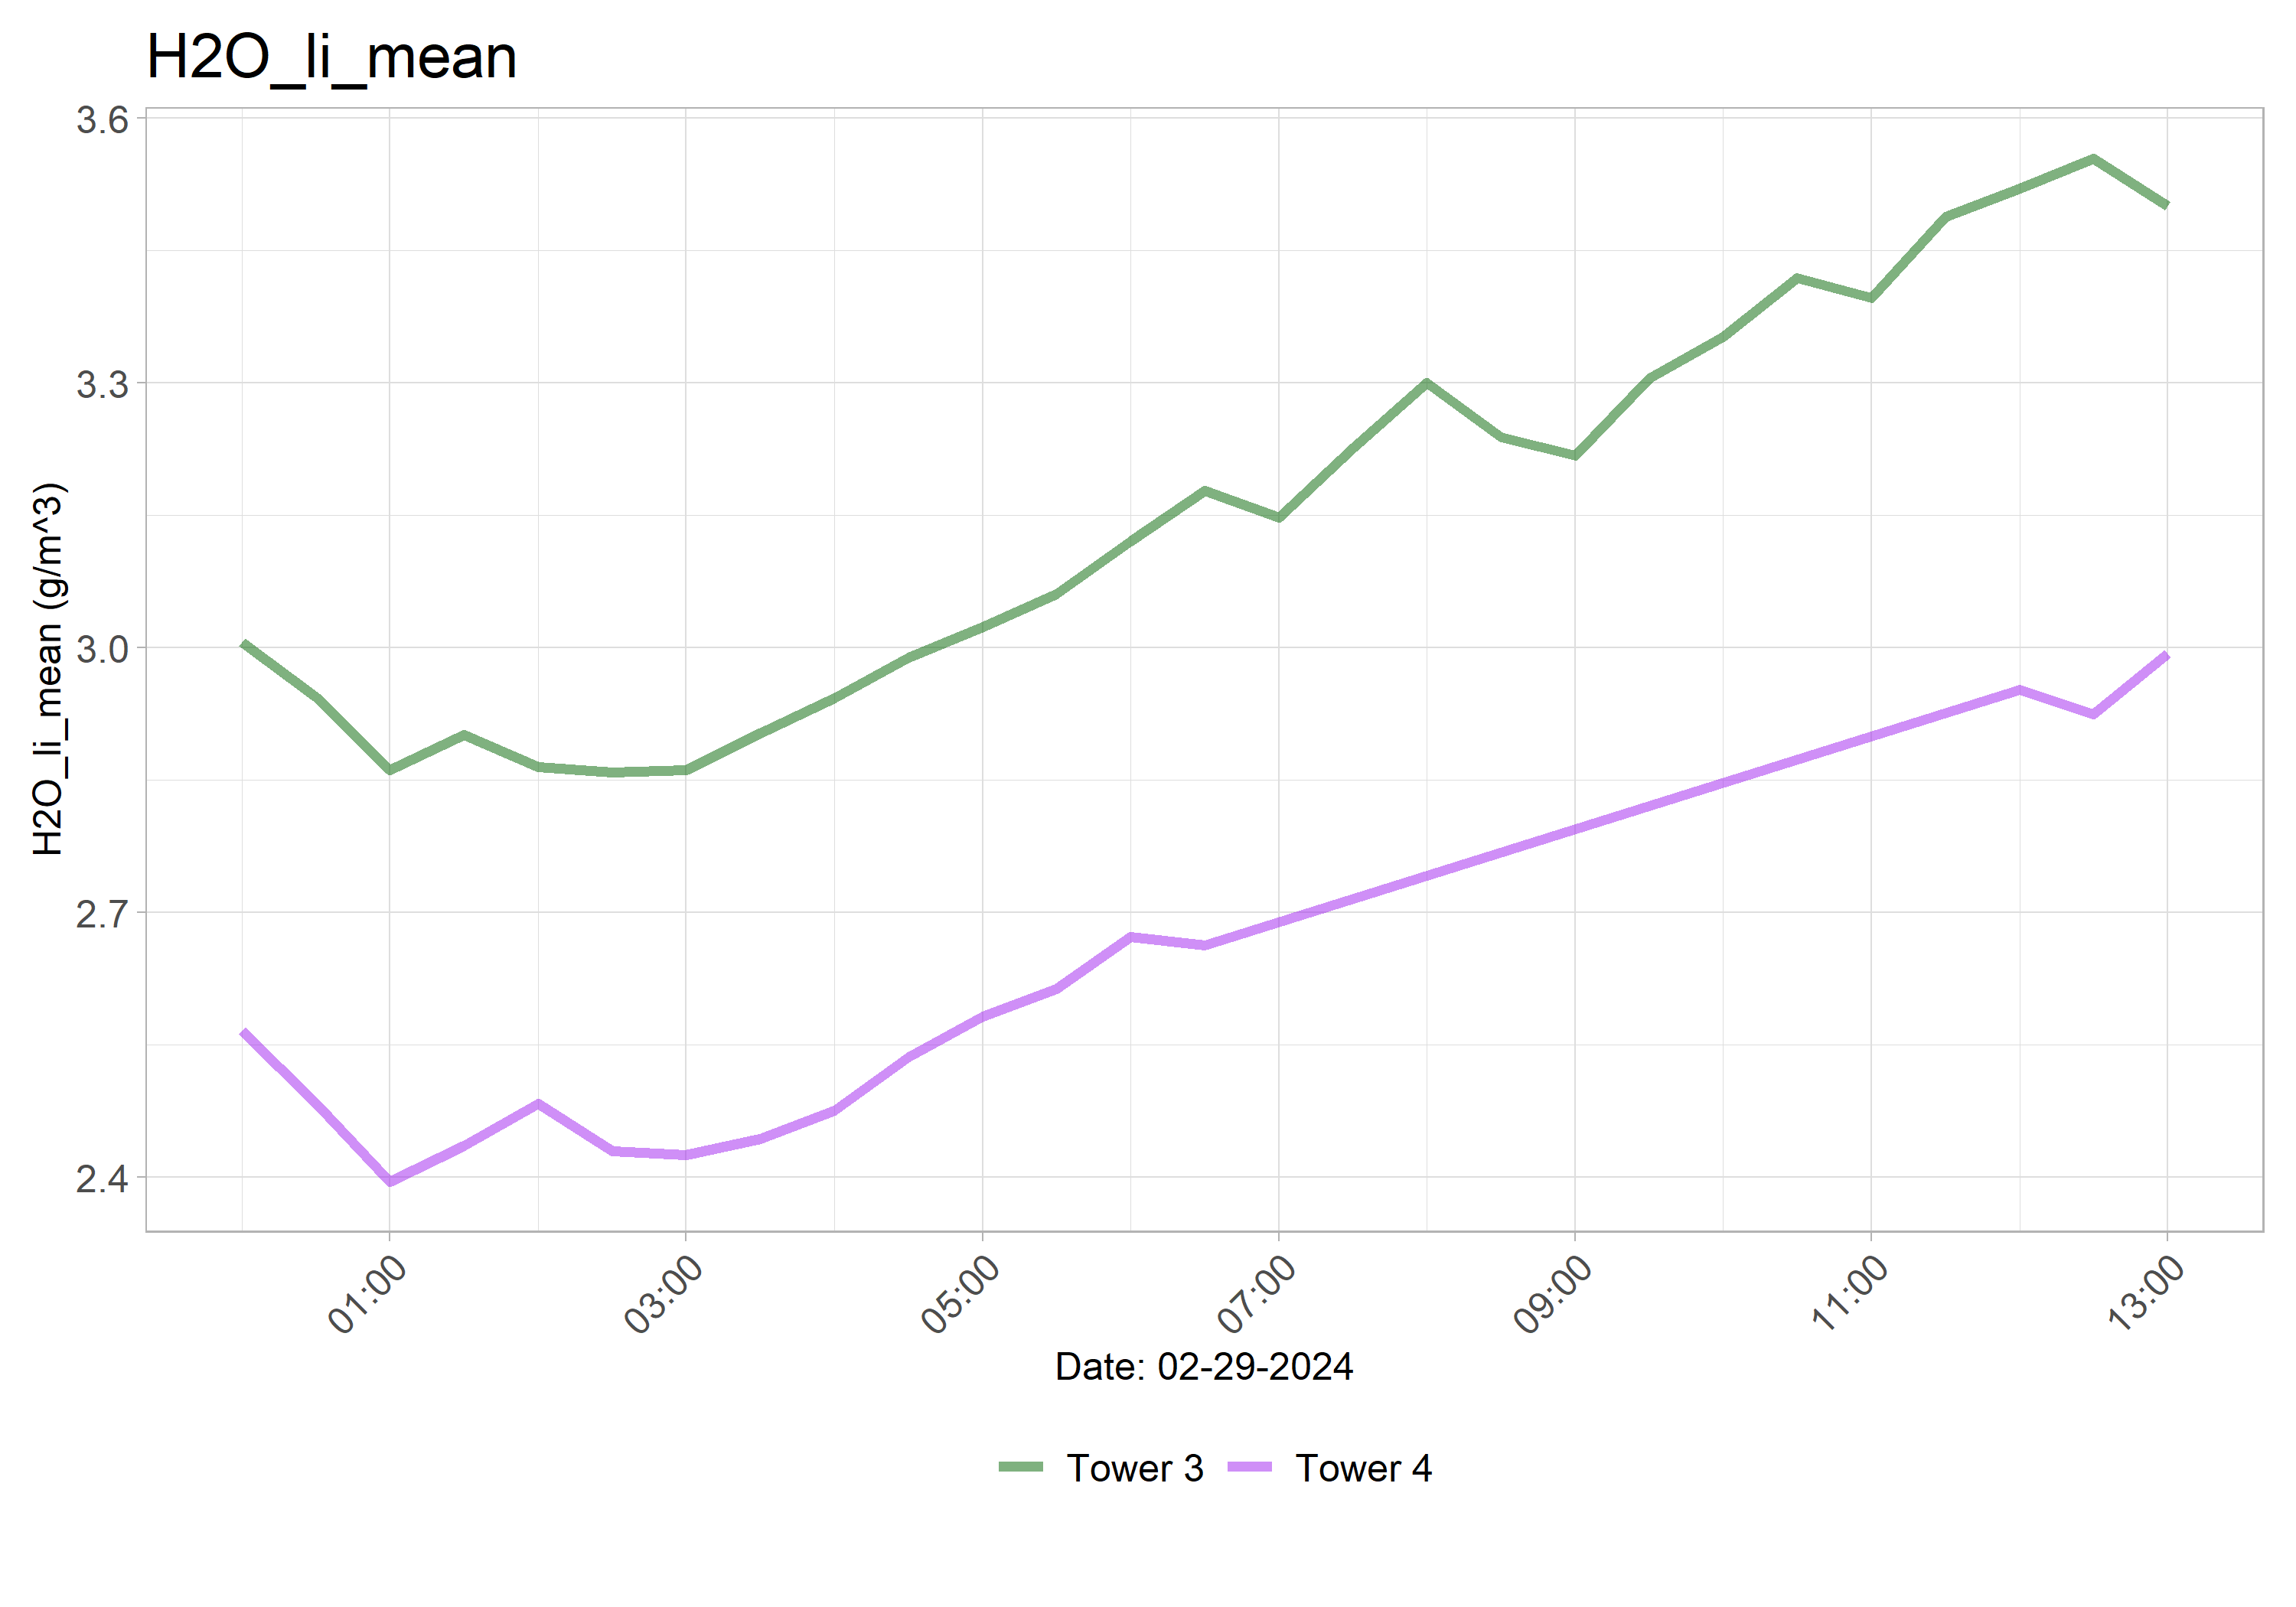 H2O_li_mean
H2O_li_mean (g/m^3)
3.6
3.3
3.0
2.7
2.4
01:00 03:00 05:00 07:00 09:00 11:00 13:00
Date: 02-29-2024
Tower 3 Tower 4